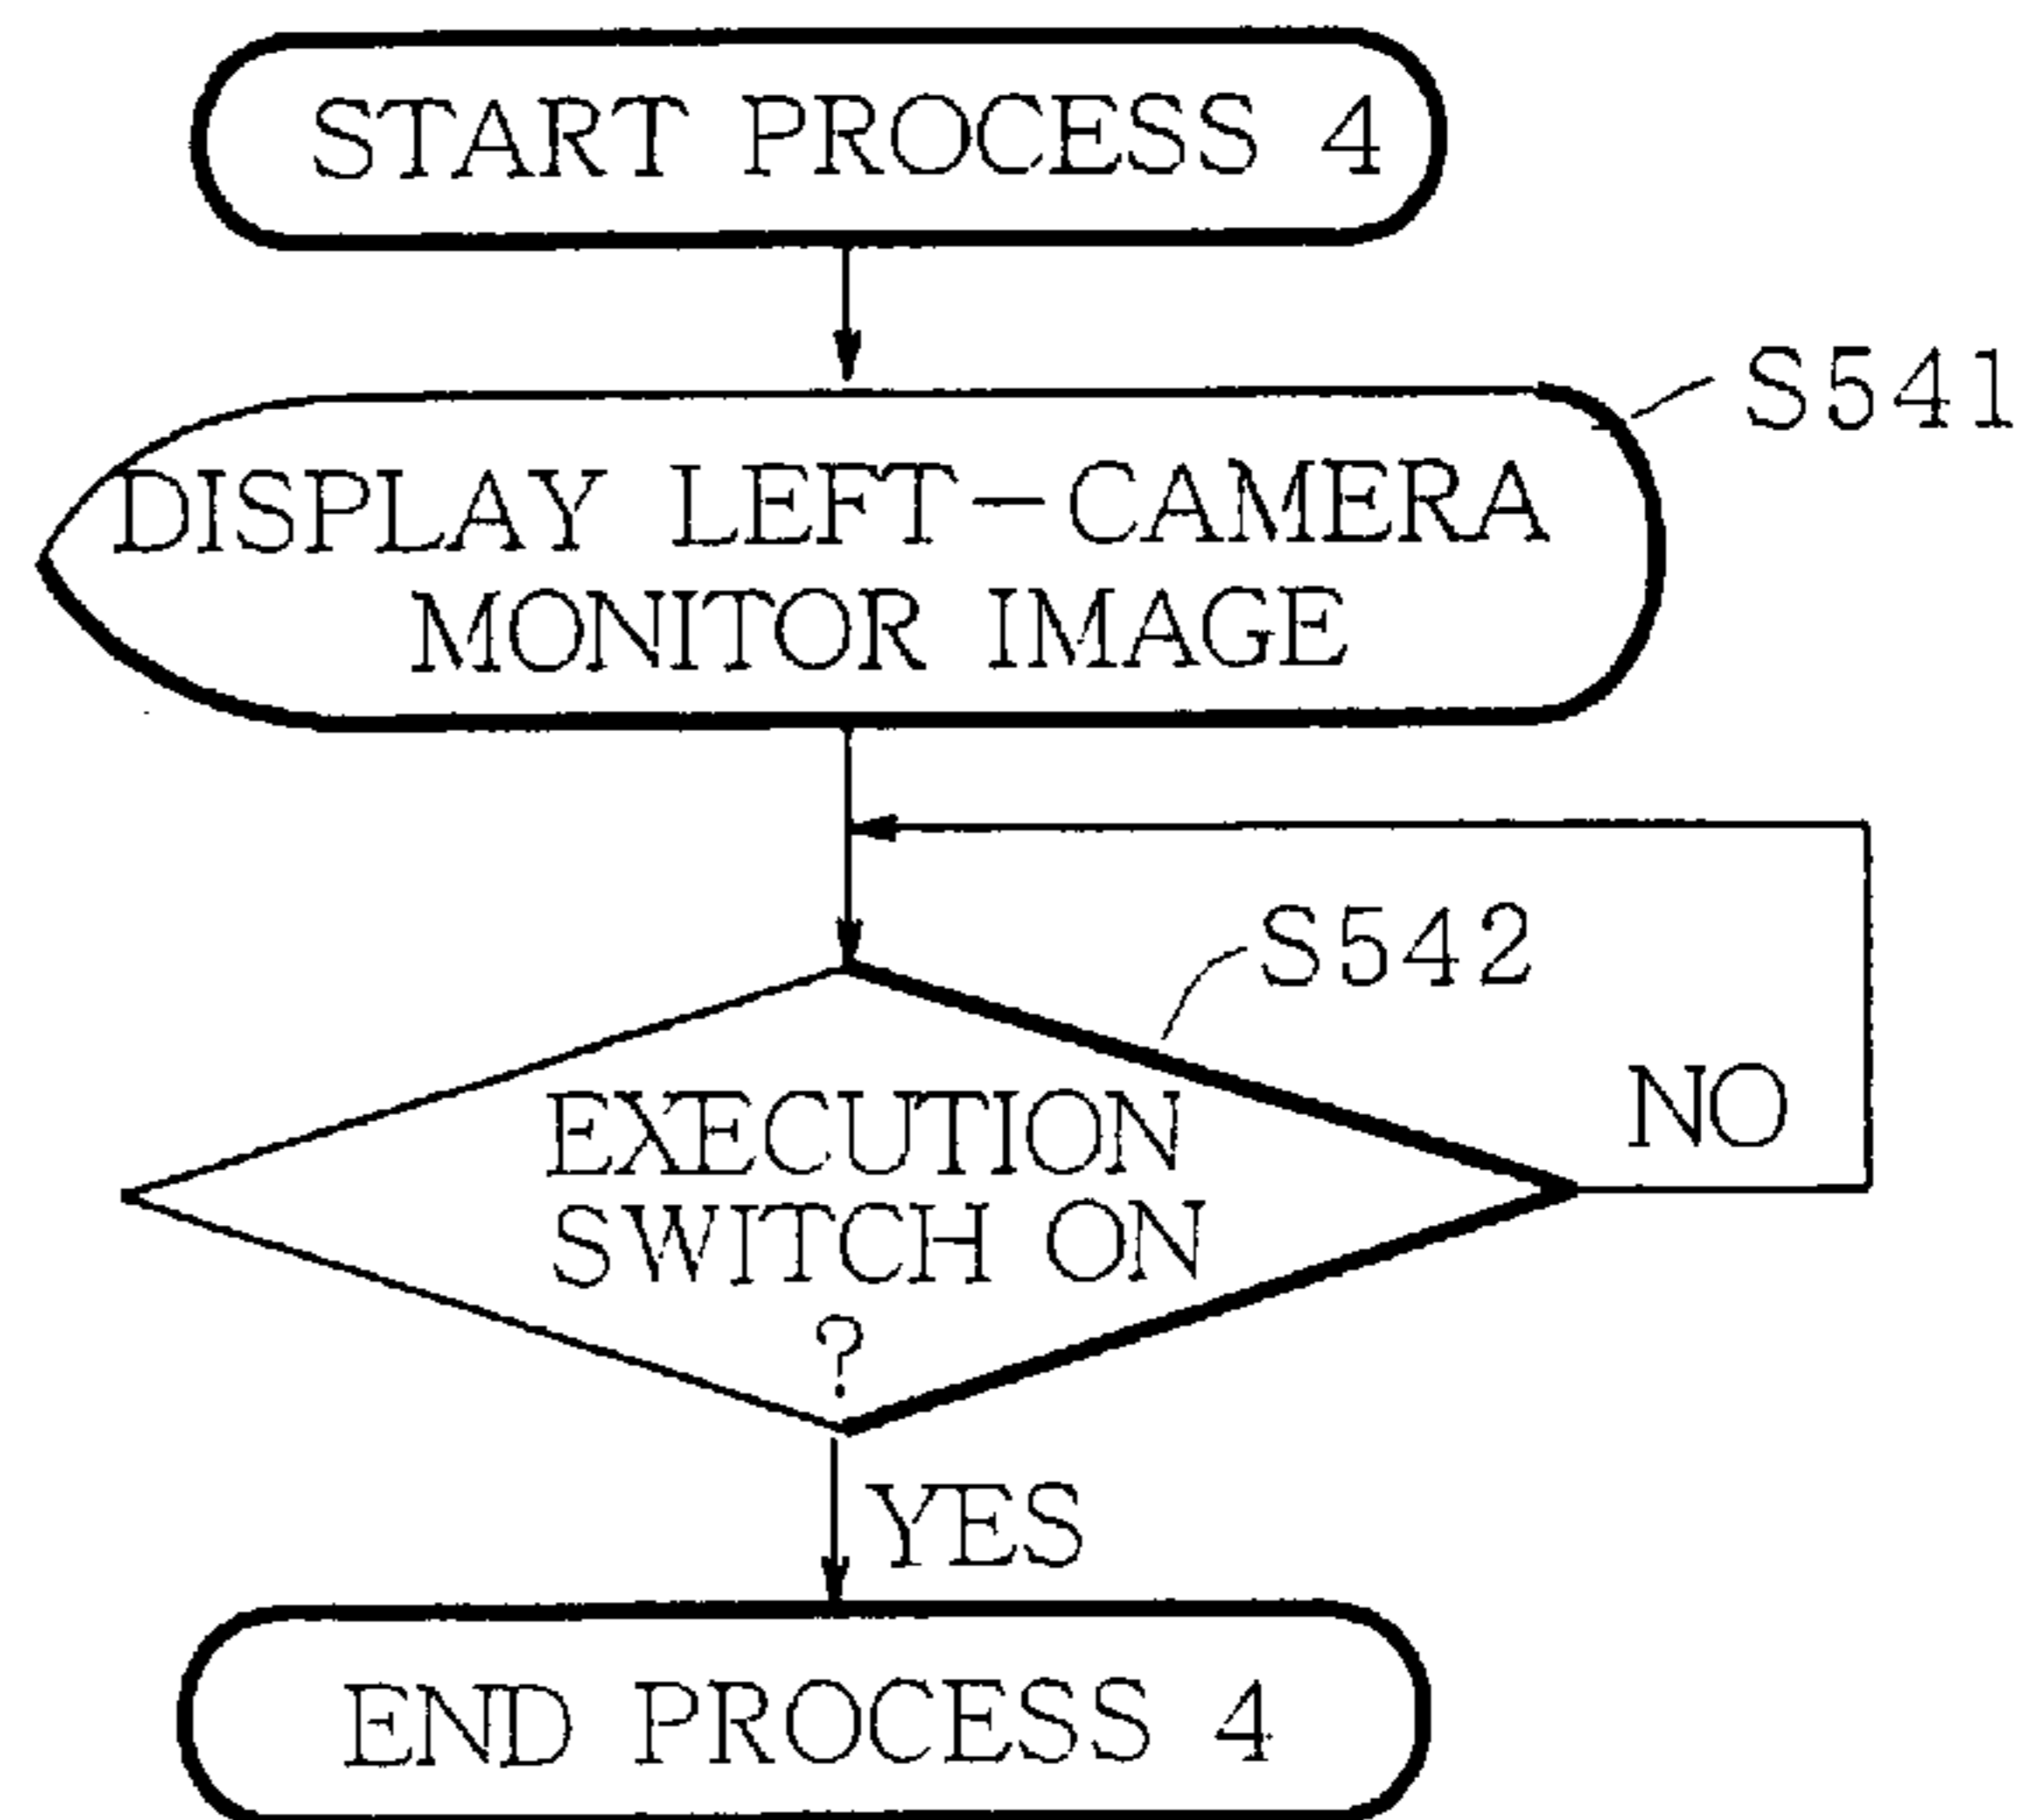 START PROCESS 4
S541
DISPLAY LEFT-CAMERA
MONITOR IMAGE
S542
NO
EXECUTION
SWITCH ON
?
YES
END PROCESS 4